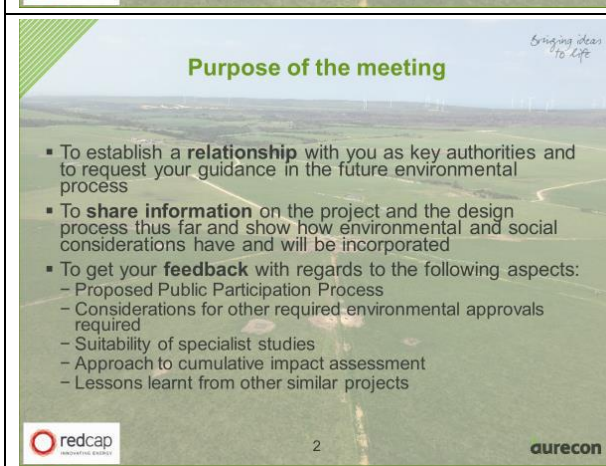 Bringing ideas
to life
Purpose of the meeting
▪ To establish a relationship with you as key authorities and
to request your guidance in the future environmental
process
▪ To share information on the project and the design
process thus far and show how environmental and social
considerations have and will be incorporated
▪ To get your feedback with regards to the following aspects:
− Proposed Public Participation Process
− Considerations for other required environmental approvals
required
− Suitability of specialist studies
− Approach to cumulative impact assessment
− Lessons learnt from other similar projects
redcap
INNOVATING ENERGY
2
aurecon